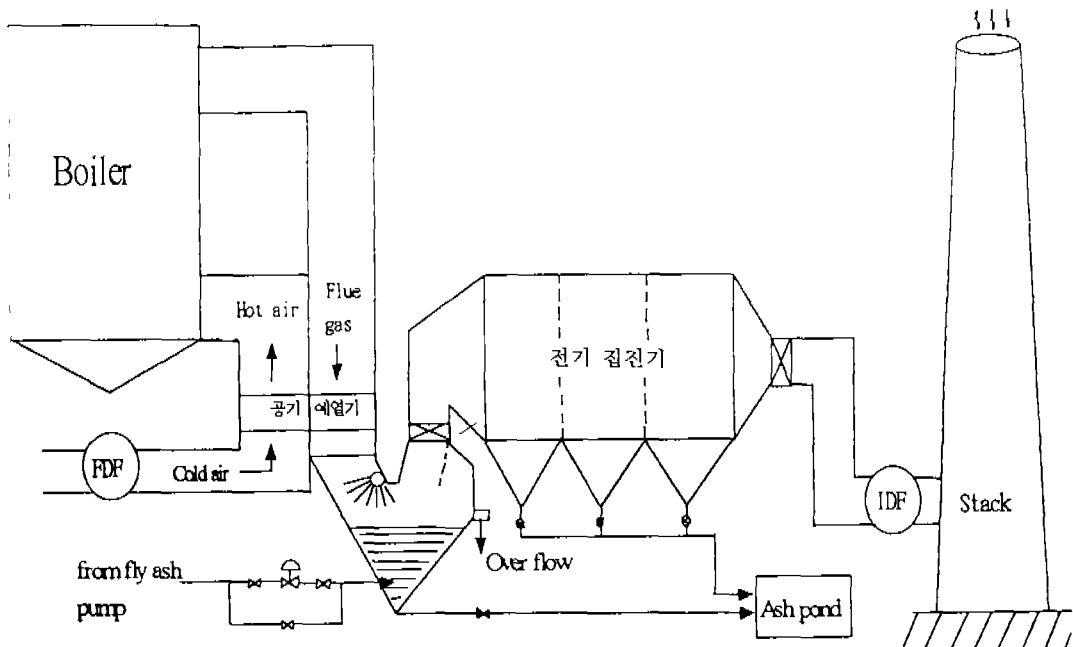 Boiler
Hot air
Flue
gas
전기 집진기
공기 예열기
FDF
Cold air
IDF
Stack
Over flow
from fly ash
pump
Ash pond